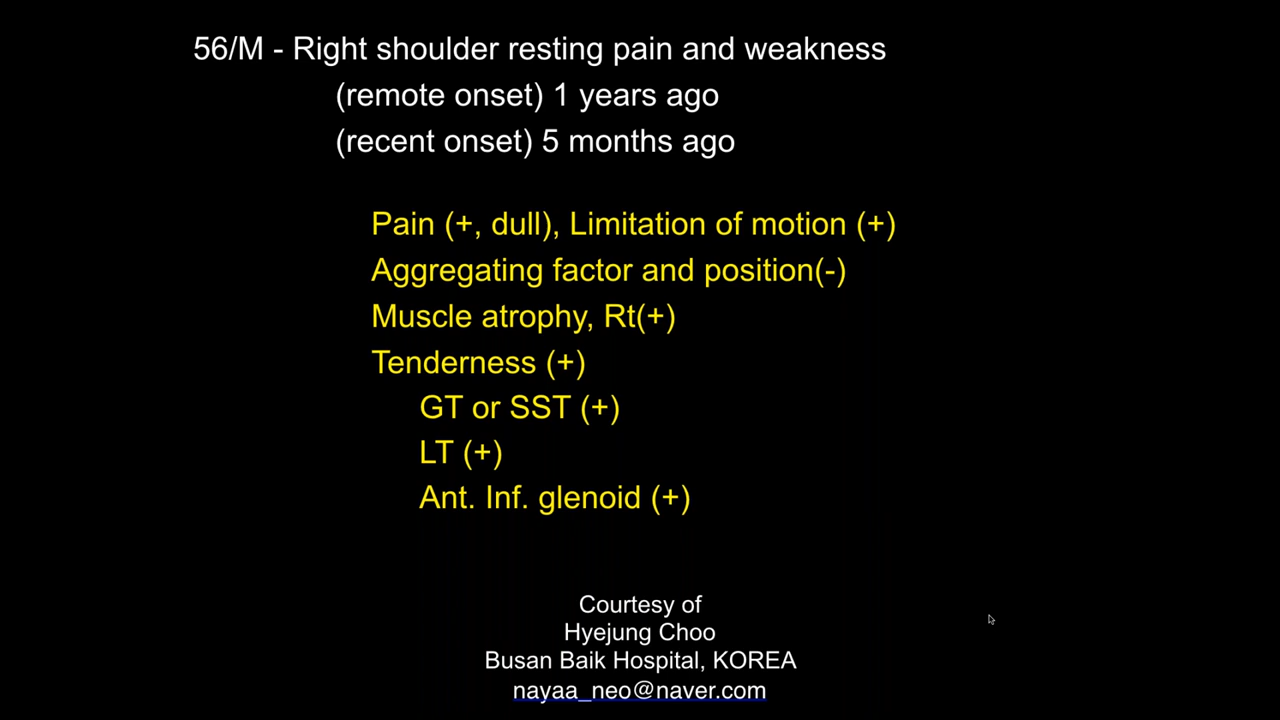 56/M - Right shoulder resting pain and weakness
(remote onset) 1 years ago
(recent onset) 5 months ago
Pain (+, dull), Limitation of motion (+)
Aggregating factor and position(-)
Muscle atrophy, Rt(+)
Tenderness (+)
GT or SST (+)
LT (+)
Ant. Inf. glenoid (+)
Courtesy of
Hyejung Choo
Busan Baik Hospital, KOREA
nayaa_neo@naver.com